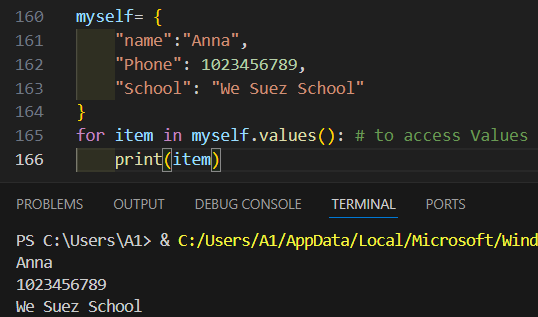 160 myself= {
161     "name":"Anna",
162     "Phone": 1023456789,
163     "School": "We Suez School"
164 }
165 for item in myself.values(): # to access Values
166     print(item)
PROBLEMS OUTPUT DEBUG CONSOLE TERMINAL PORTS
PS C:\Users\A1> & C:/Users/A1/AppData/Local/Microsoft/Wind
Anna
1023456789
We Suez School